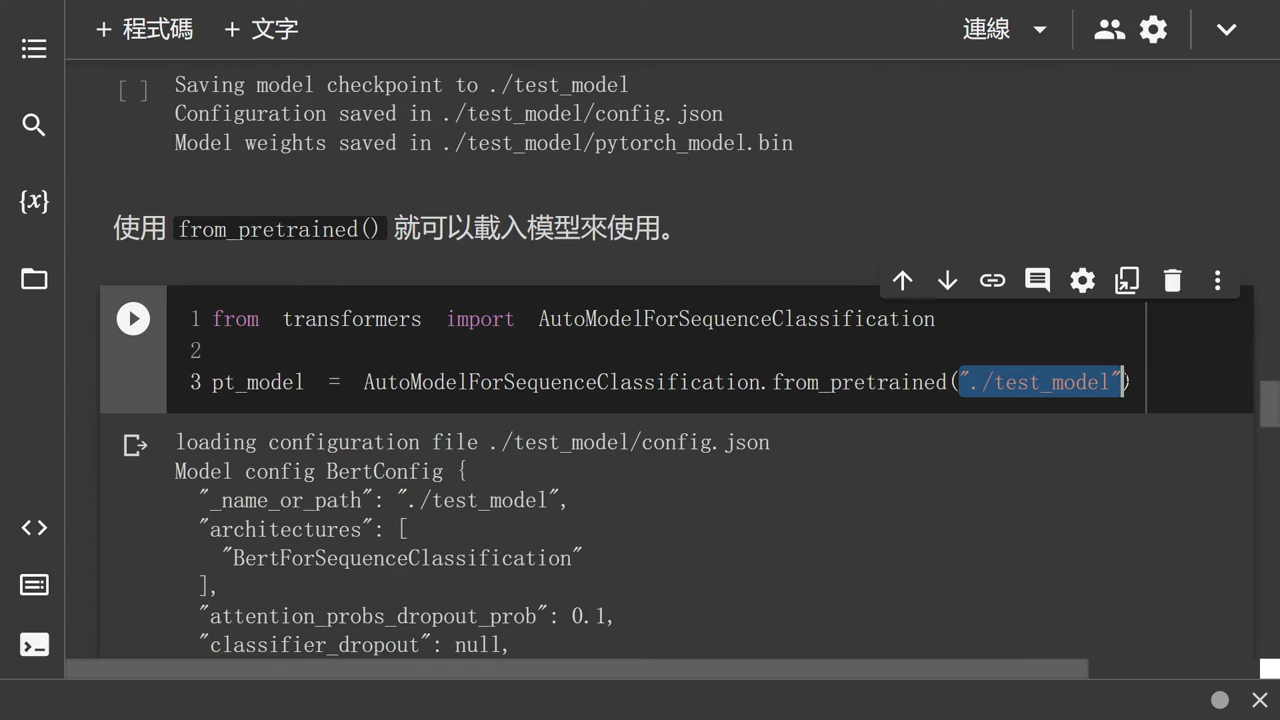 + 程式碼 + 文字 連線
[ ] Saving model checkpoint to ./test_model
Configuration saved in ./test_model/config.json
Model weights saved in ./test_model/pytorch_model.bin
{x}
使用 from_pretrained() 就可以載入模型來使用。
1 from transformers import AutoModelForSequenceClassification
2
3 pt_model = AutoModelForSequenceClassification.from_pretrained("./test_model")
loading configuration file ./test_model/config.json
Model config BertConfig {
"_name_or_path": "./test_model",
"architectures": [
"BertForSequenceClassification"
],
"attention_probs_dropout_prob": 0.1,
"classifier_dropout": null,